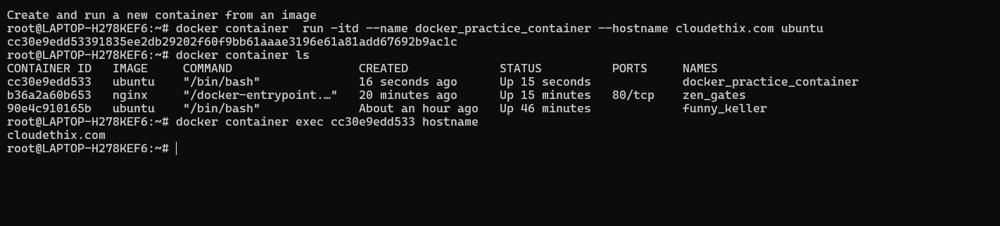 Create and run a new container from an image
root@LAPTOP-H278KEF6:~# docker container  run -itd --name docker_practice_container --hostname cloudethix.com ubuntu
cc30e9edd53391835ee2db29202f60f9bb61aaae3196e61a81add67692b9ac1c
root@LAPTOP-H278KEF6:~# docker container ls
CONTAINER ID   IMAGE     COMMAND                  CREATED             STATUS          PORTS     NAMES
cc30e9edd533   ubuntu    "/bin/bash"              16 seconds ago      Up 15 seconds             docker_practice_container
b36a2a60b653   nginx     "/docker-entrypoint.…"   20 minutes ago      Up 15 minutes   80/tcp    zen_gates
90e4c910165b   ubuntu    "/bin/bash"              About an hour ago   Up 46 minutes             funny_keller
root@LAPTOP-H278KEF6:~# docker container exec cc30e9edd533 hostname
cloudethix.com
root@LAPTOP-H278KEF6:~#